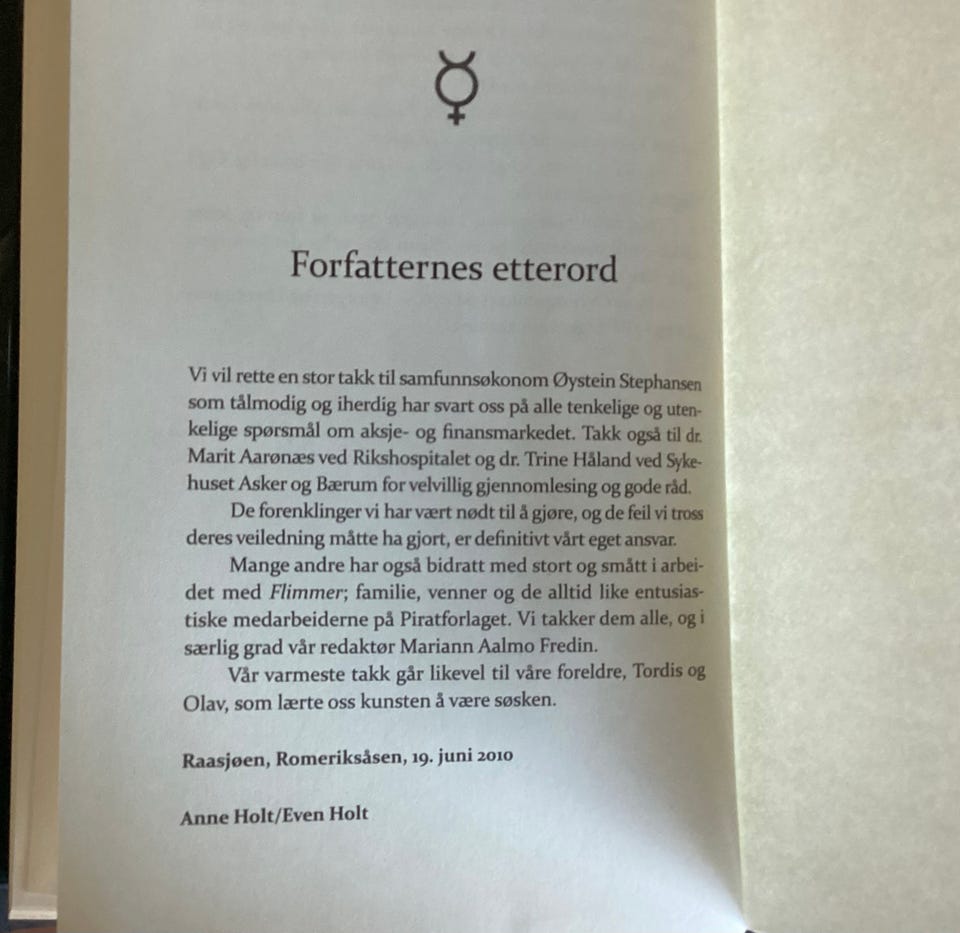 Forfatternes etterord
Vi vil rette en stor takk til samfunnsøkonom Øystein Stephansen
som tålmodig og iherdig har svart oss på alle tenkelige og uten-
kelige spørsmål om aksje- og finansmarkedet. Takk også til dr.
Marit Aarønæs ved Rikshospitalet og dr. Trine Håland ved Syke-
huset Asker og Bærum for velvillig gjennomlesing og gode råd.
De forenklinger vi har vært nødt til å gjøre, og de feil vi tross
deres veiledning måtte ha gjort, er definitivt vårt eget ansvar.
Mange andre har også bidratt med stort og smått i arbei-
det med Flimmer; familie, venner og de alltid like entusias-
tiske medarbeiderne på Piratforlaget. Vi takker dem alle, og i
særlig grad vår redaktør Mariann Aalmo Fredin.
Vår varmeste takk går likevel til våre foreldre, Tordis og
Olav, som lærte oss kunsten å være søsken.
Raasjøen, Romeriksåsen, 19. juni 2010
Anne Holt/Even Holt